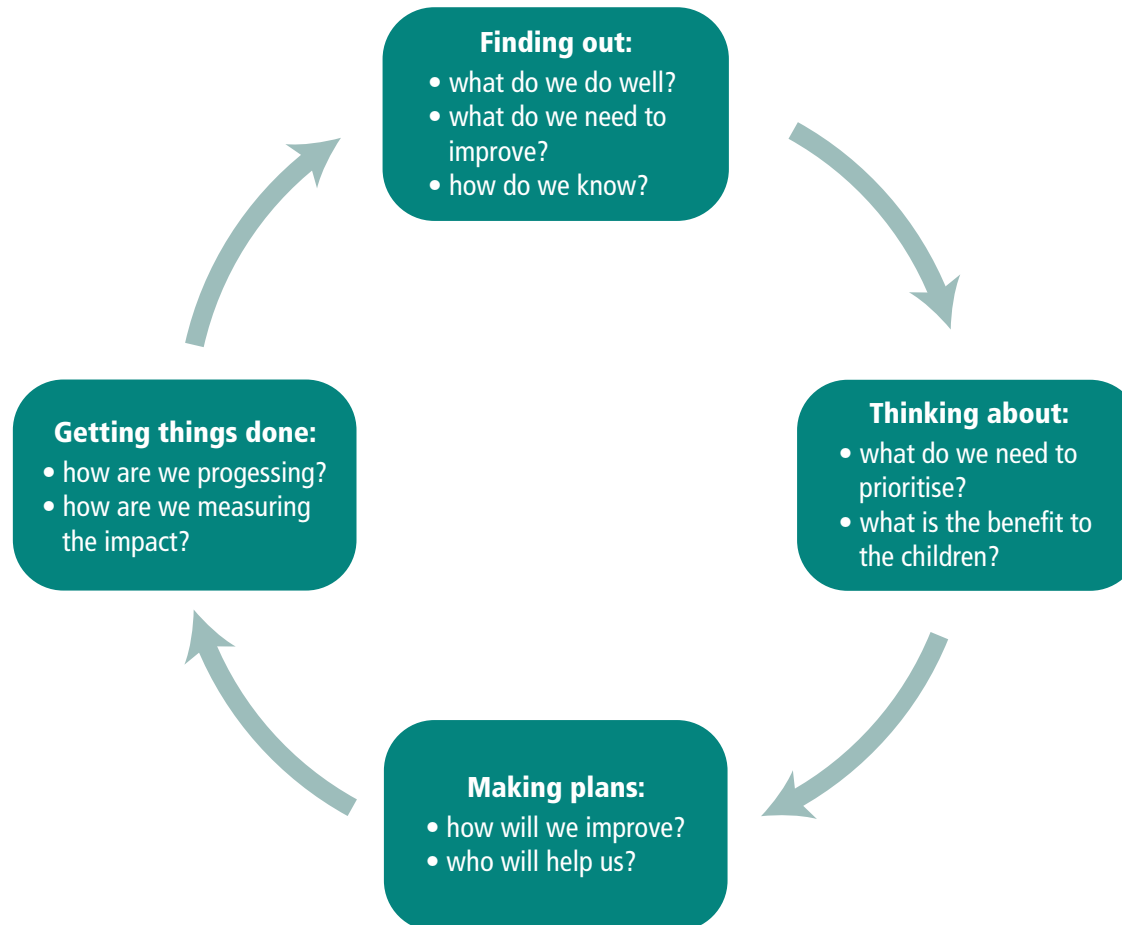 Finding out:
• what do we do well?
• what do we need to
improve?
• how do we know?
Thinking about:
• what do we need to
prioritise?
• what is the benefit to
the children?
Making plans:
• how will we improve?
• who will help us?
Getting things done:
• how are we progessing?
• how are we measuring
the impact?